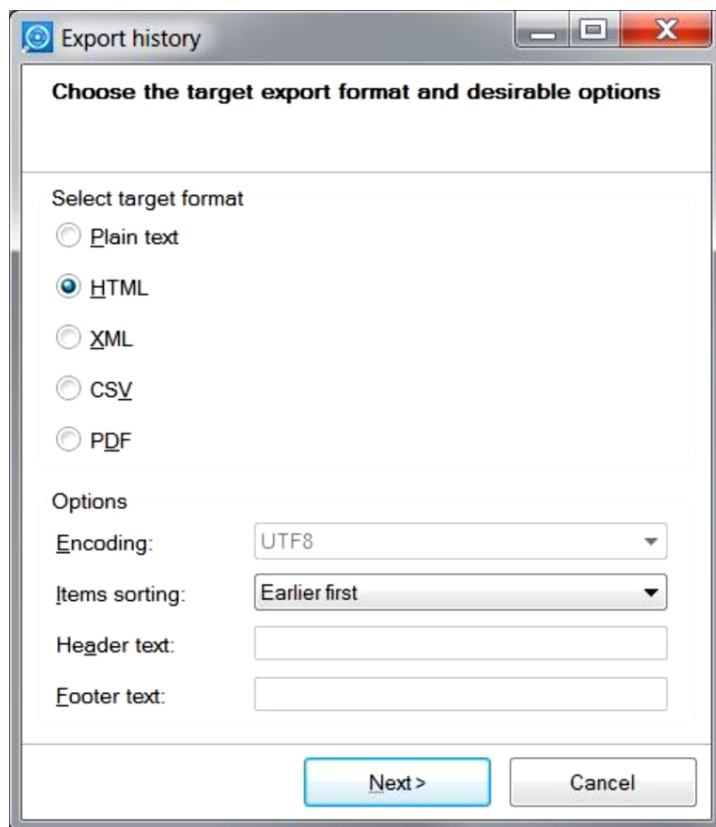 Export history
Choose the target export format and desirable options
Select target format
Plain text
HTML
XML
CSV
PDF
Options
Encoding: UTF8
Items sorting: Earlier first
Header text:
Footer text:
Next> Cancel